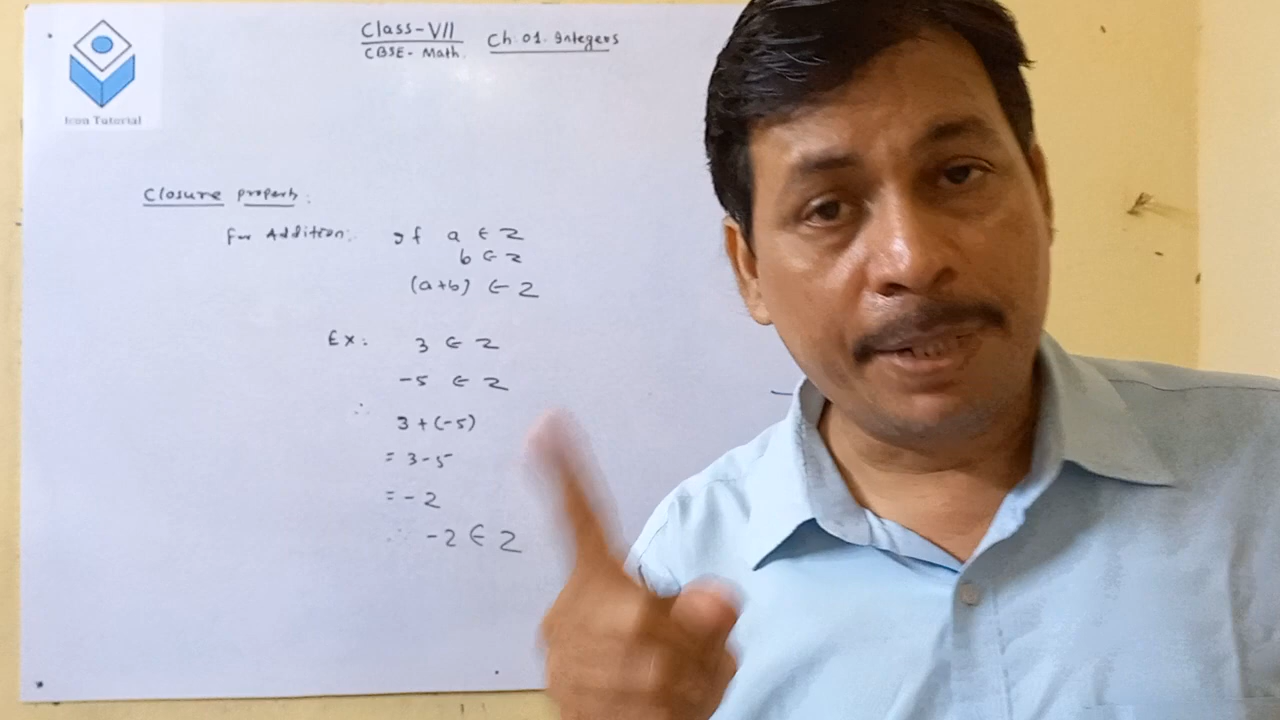 Class-VII
CBSE- Math.
Ch. 01. Integers
Icon Tutorial
Closure propert:
For Addition: If a ∈ Z
b ∈ Z
(a+b) ∈ Z
Ex: 3 ∈ Z
-5 ∈ Z
∴
3+(-5)
= 3-5
= -2
∴ -2 ∈ Z